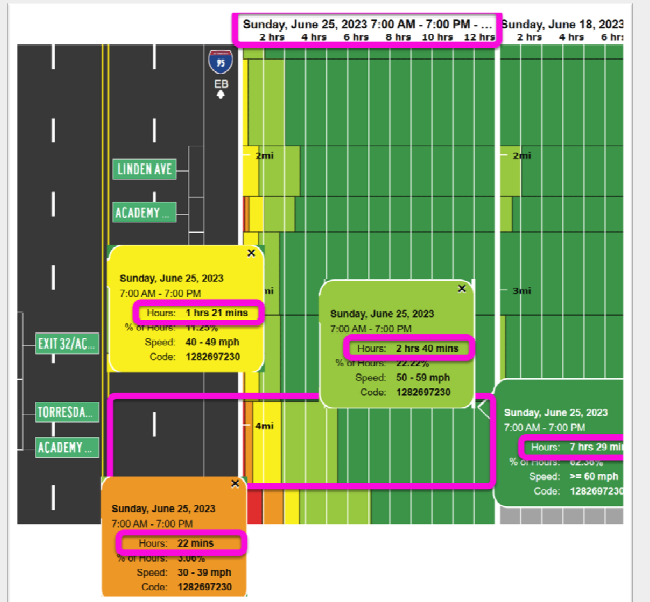 Sunday, June 25, 2023 7:00 AM - 7:00 PM - ...
Sunday, June 18, 2023
2 hrs 4 hrs 6 hrs 8 hrs 10 hrs 12 hrs
2 hrs 4 hrs 6 hrs
95
EB
2mi
2mi
LINDEN AVE
ACADEMY ...
mi
3mi
Sunday, June 25, 2023
7:00 AM - 7:00 PM
Hours: 1 hrs 21 mins
% of Hours: 11.25%
Speed: 40 - 49 mph
Code: 1282697230
Sunday, June 25, 2023
7:00 AM - 7:00 PM
Hours: 2 hrs 40 mins
% of Hours: 22.22%
Speed: 50 - 59 mph
Code: 1282697230
EXIT 32/AC...
TORRESDA...
ACADEMY ...
4mi
Sunday, June 25, 2023
7:00 AM - 7:00 PM
Hours: 7 hrs 29 min
% of Hours:
Speed: >= 60 mph
Code: 1282697230
Sunday, June 25, 2023
7:00 AM - 7:00 PM
Hours: 22 mins
% of Hours: 3.06%
Speed: 30 - 39 mph
Code: 1282697230